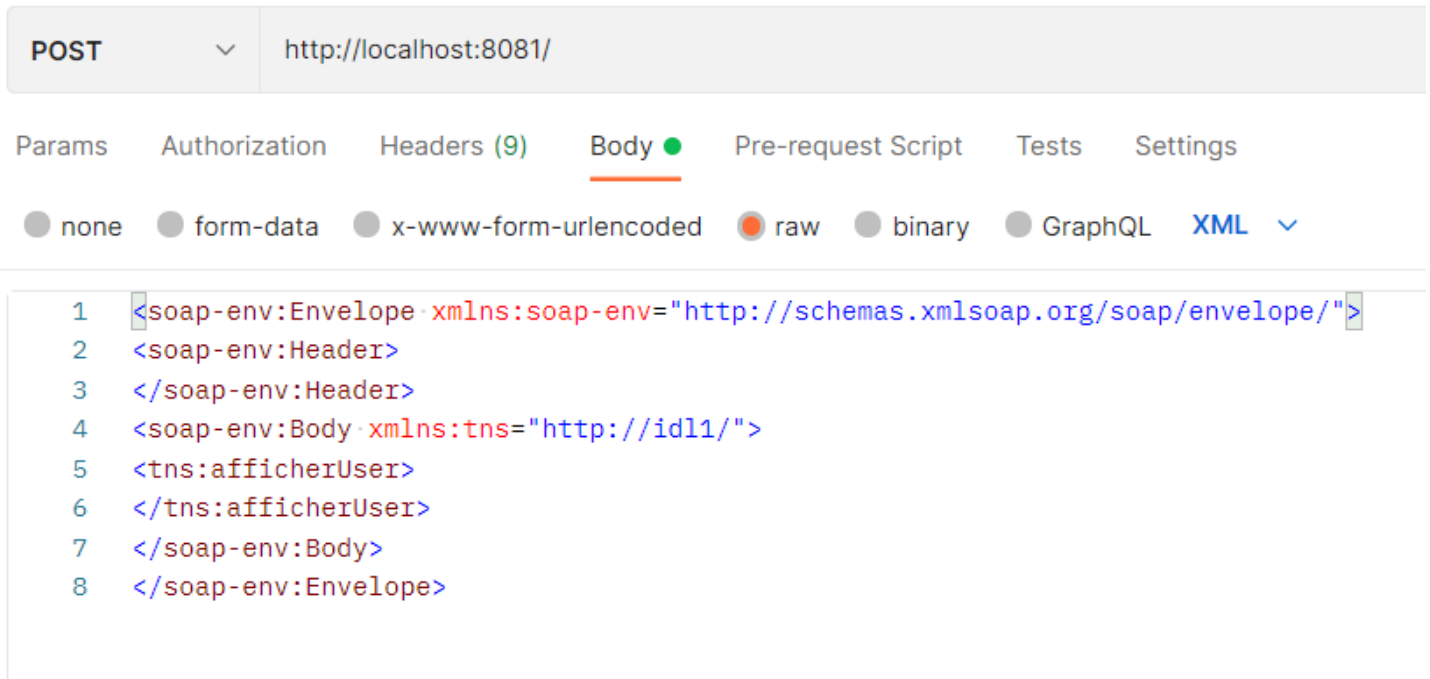 POST http://localhost:8081/
Params Authorization Headers (9) Body Pre-request Script Tests Settings
none form-data x-www-form-urlencoded raw binary GraphQL XML
1 <soap-env:Envelope xmlns:soap-env="http://schemas.xmlsoap.org/soap/envelope/">
2 <soap-env:Header>
3 </soap-env:Header>
4 <soap-env:Body xmlns:tns="http://idl1/">
5 <tns:afficherUser>
6 </tns:afficherUser>
7 </soap-env:Body>
8 </soap-env:Envelope>